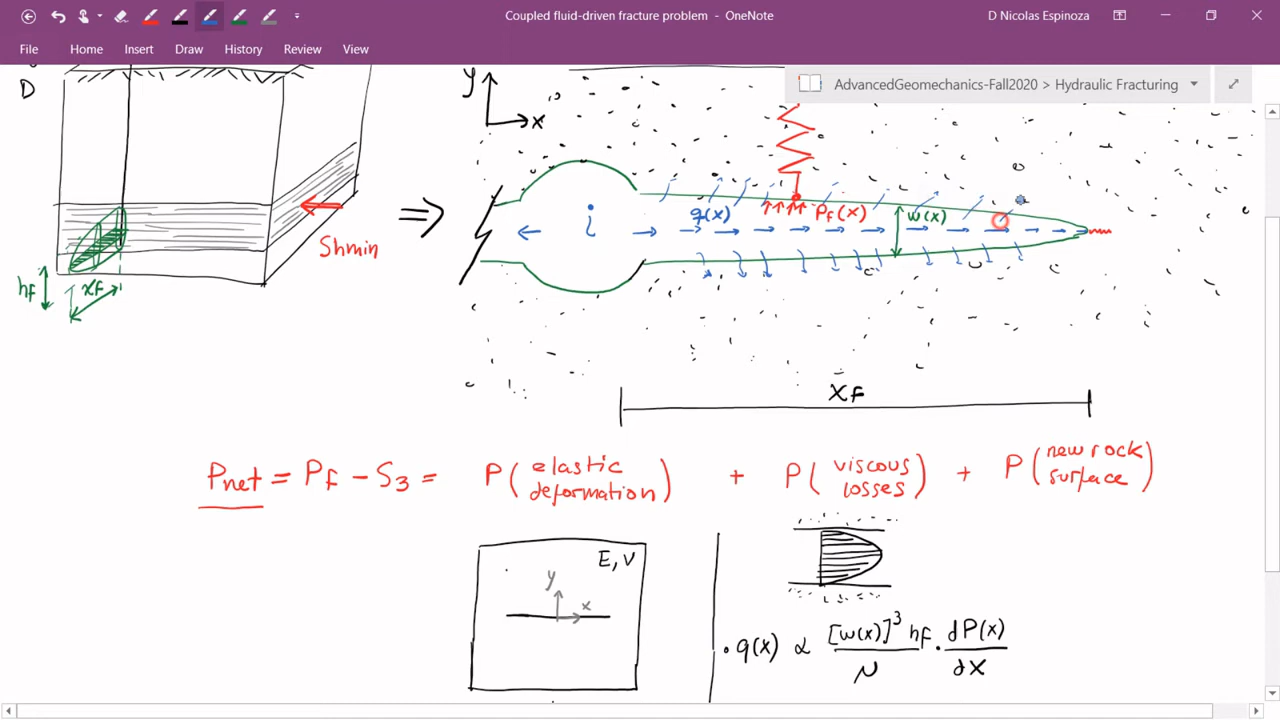 Coupled fluid-driven fracture problem - OneNote
D Nicolas Espinoza
File Home Insert Draw History Review View
AdvancedGeomechanics-Fall2020 > Hydraulic Fracturing
D
y
x
Shmin
hf
xf
i
q(x)
Pf(x)
w(x)
xf
Pnet = Pf - S3 = P(elastic deformation) + P(viscous losses) + P(new rock surface)
E, ν
y
x
• q(x) ∝ [w(x)]³ hf / μ • dP(x) / dx